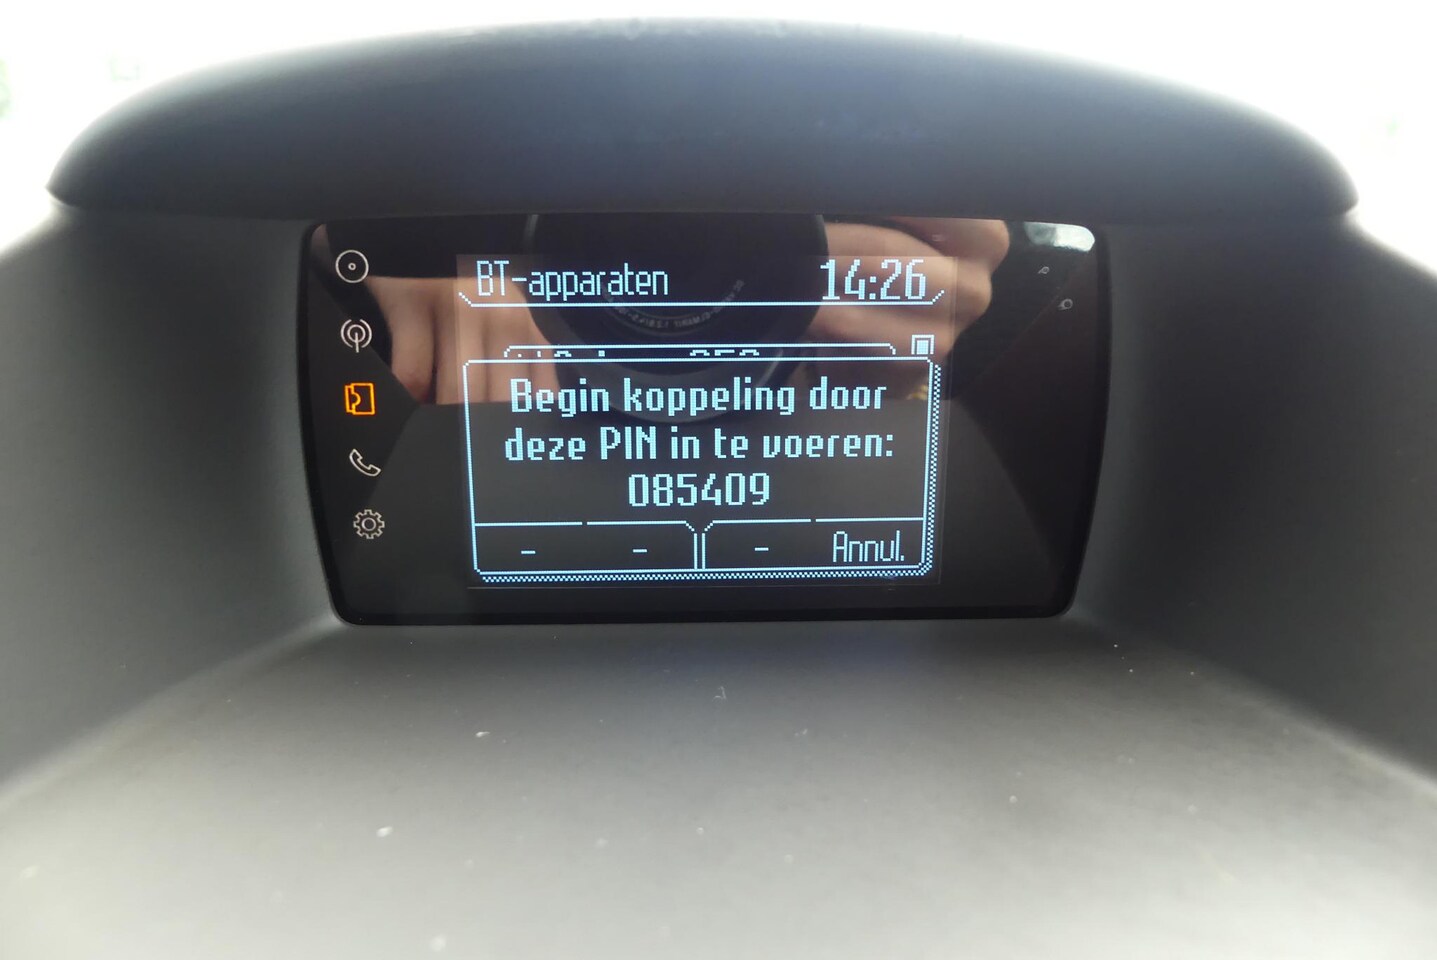 BT-apparaten 14:26
Begin koppeling door
deze PIN in te voeren:
085409
- - - Annul.